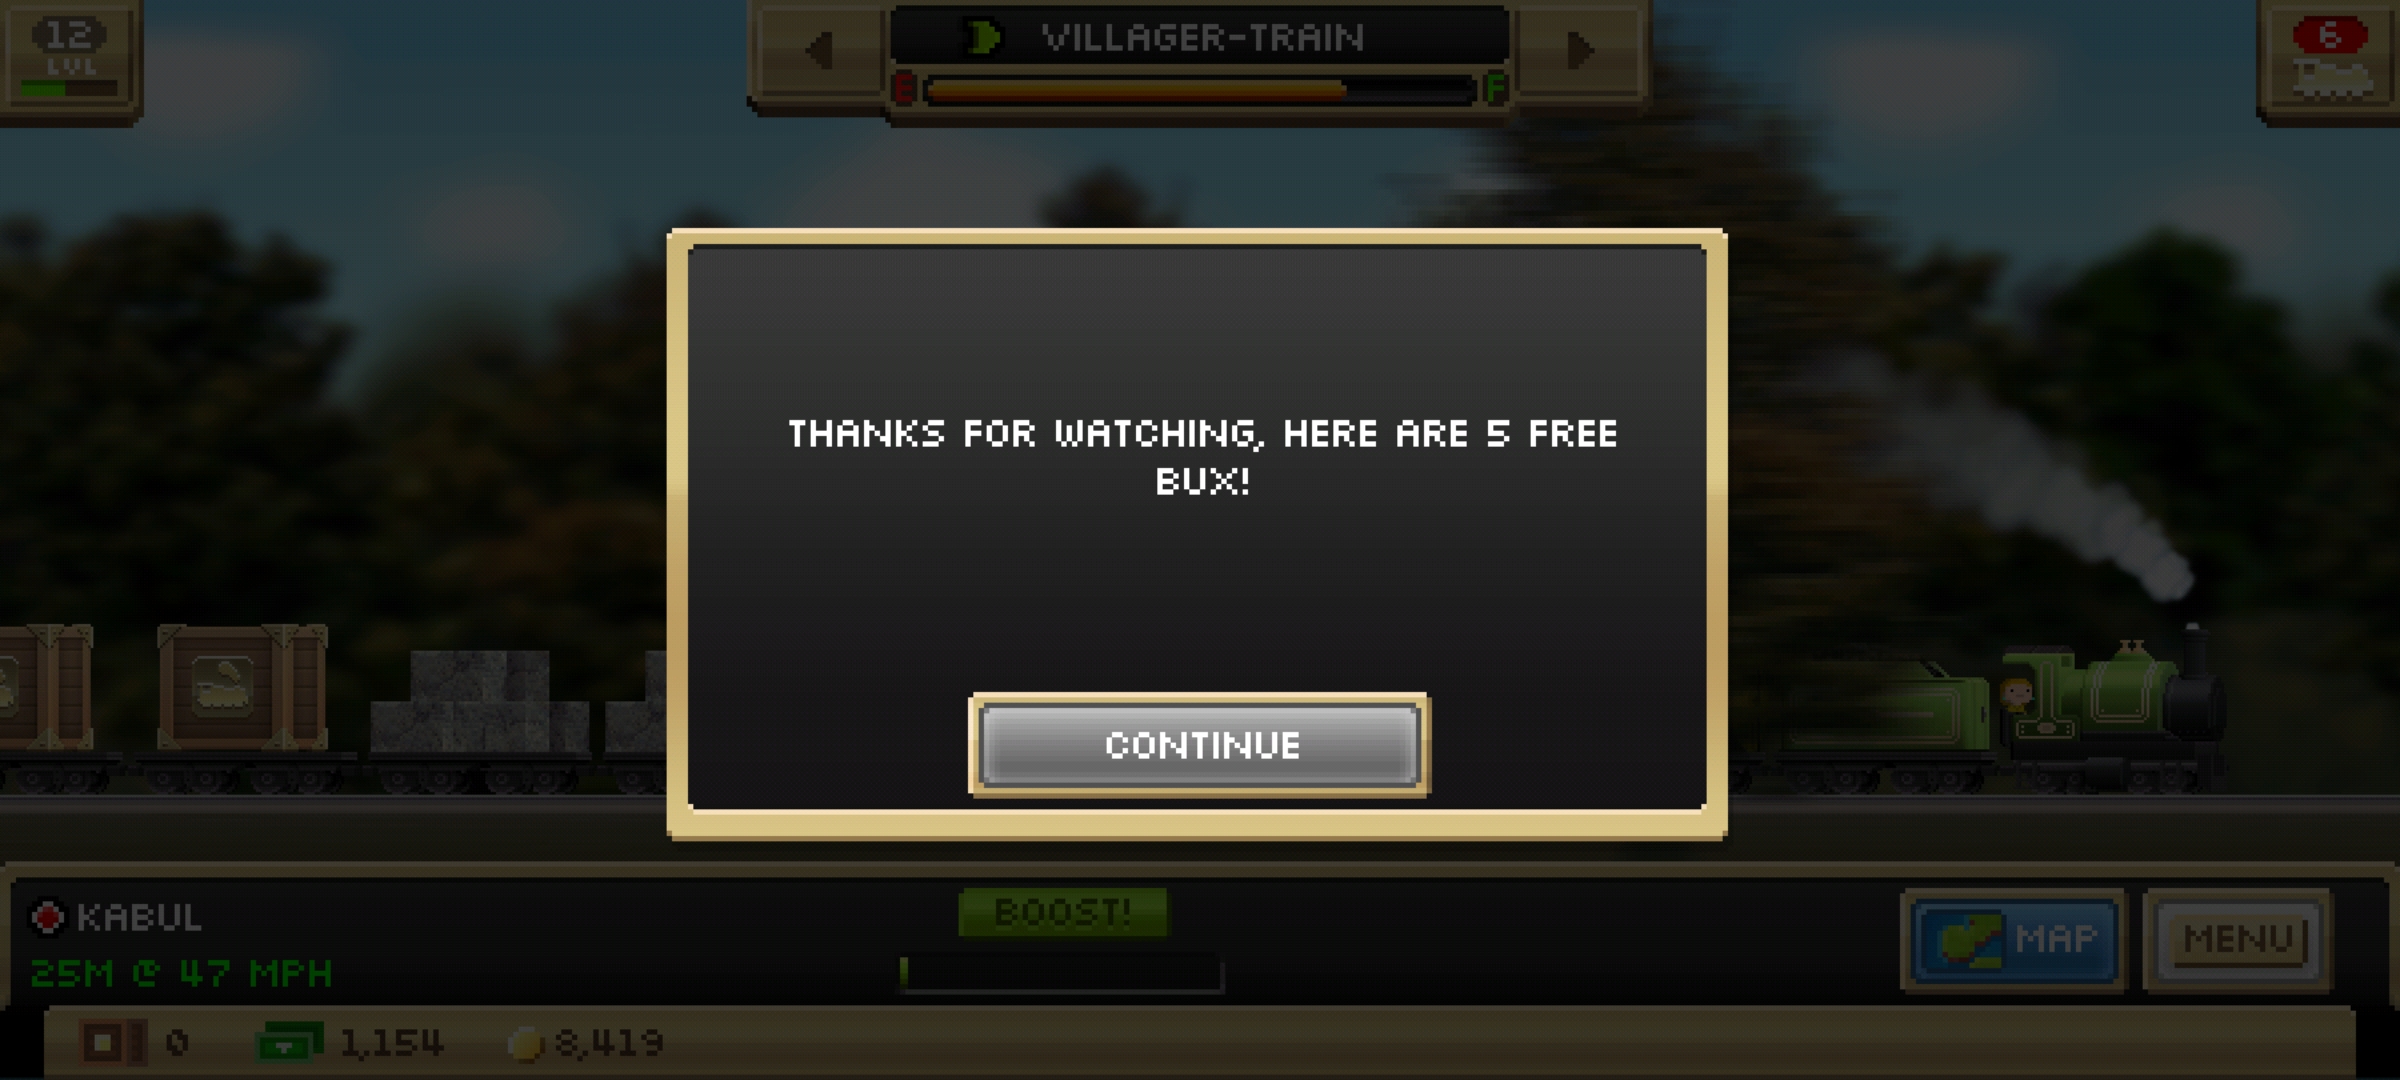 12
LVL
VILLAGER-TRAIN
E F
6
THANKS FOR WATCHING, HERE ARE 5 FREE
BUX!
CONTINUE
KABUL
25M @ 47 MPH
BOOST!
MAP
MENU
0 1,154 8,419